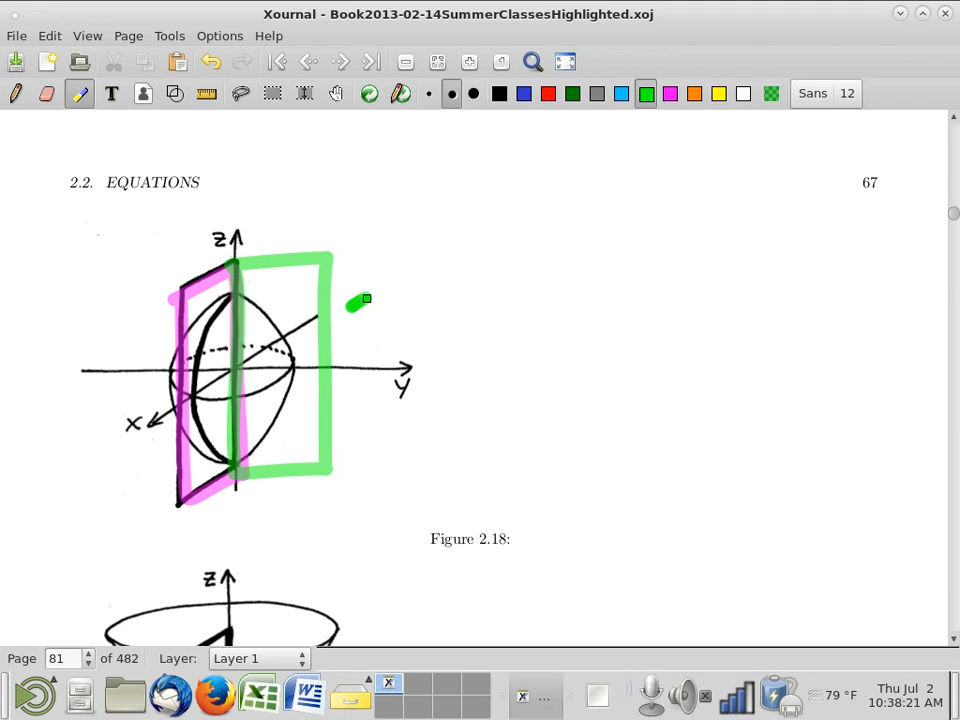 Xournal - Book2013-02-14SummerClassesHighlighted.xoj
File Edit View Page Tools Options Help
T Sans 12
2.2. EQUATIONS 67
Z
Y
X
Figure 2.18:
Z
Page 81 of 482 Layer: Layer 1
... 79 °F Thu Jul 2
10:38:21 AM